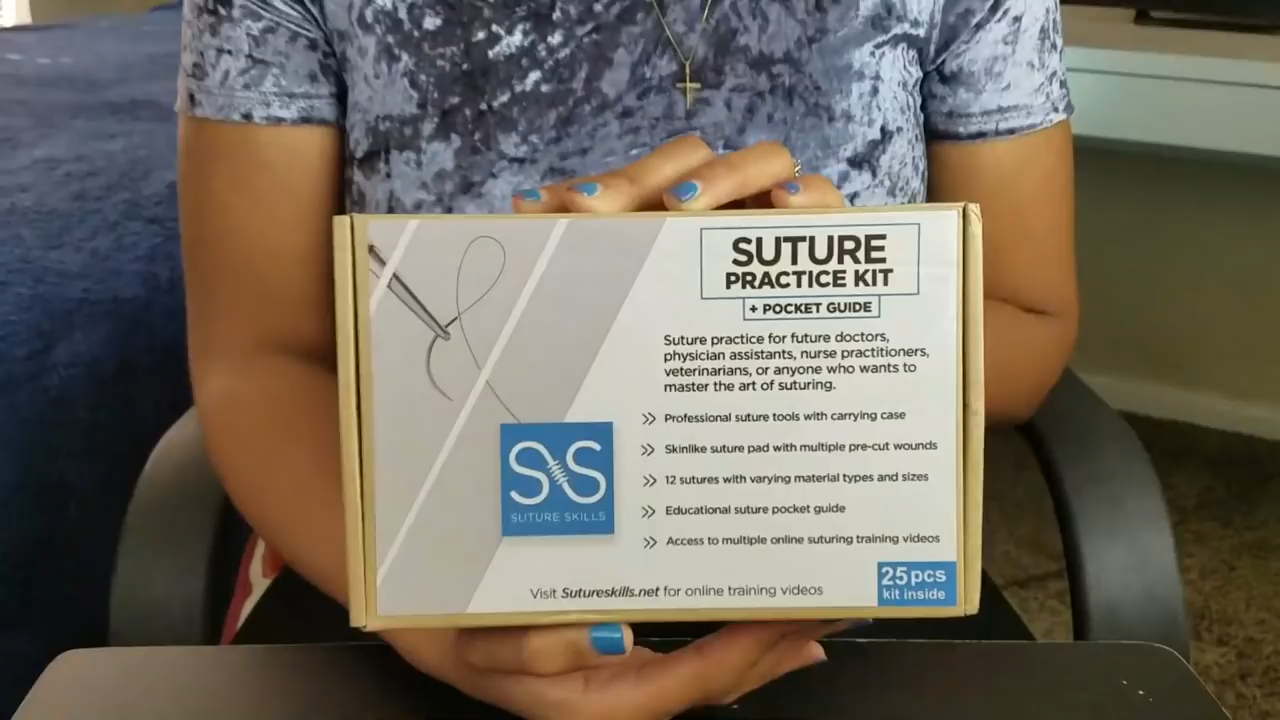 SUTURE
PRACTICE KIT
+ POCKET GUIDE
Suture practice for future doctors,
physician assistants, nurse practitioners,
veterinarians, or anyone who wants to
master the art of suturing.
>> Professional suture tools with carrying case
>> Skinlike suture pad with multiple pre-cut wounds
>> 12 sutures with varying material types and sizes
>> Educational suture pocket guide
>> Access to multiple online suturing training videos
SS
SUTURE SKILLS
25 pcs
kit inside
Visit Sutureskills.net for online training videos